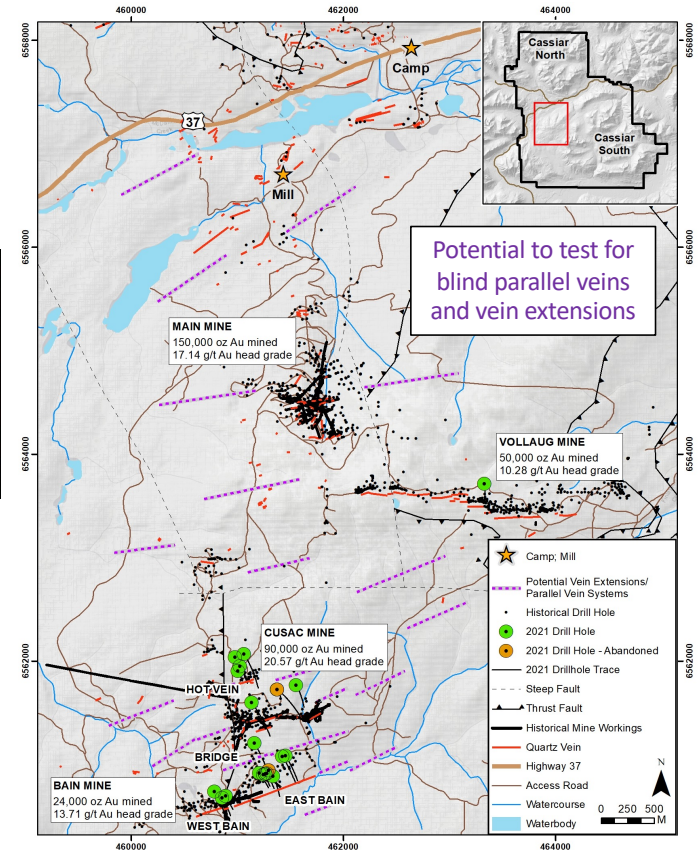 460000
462000
464000
6568000
6568000
Camp
37
Mill
Cassiar
North
Cassiar
South
6566000
6566000
Potential to test for
blind parallel veins
and vein extensions
MAIN MINE
150,000 oz Au mined
17.14 g/t Au head grade
6564000
6564000
VOLLAUG MINE
50,000 oz Au mined
10.28 g/t Au head grade
CUSAC MINE
90,000 oz Au mined
20.57 g/t Au head grade
6562000
6562000
HOT VEIN
BRIDGE
BAIN MINE
24,000 oz Au mined
13.71 g/t Au head grade
EAST BAIN
WEST BAIN
Camp; Mill
Potential Vein Extensions/
Parallel Vein Systems
Historical Drill Hole
2021 Drill Hole
2021 Drill Hole - Abandoned
2021 Drillhole Trace
Steep Fault
Thrust Fault
Historical Mine Workings
Quartz Vein
Highway 37
Access Road
Watercourse
Waterbody
N
0 250 500
M
460000
462000
464000